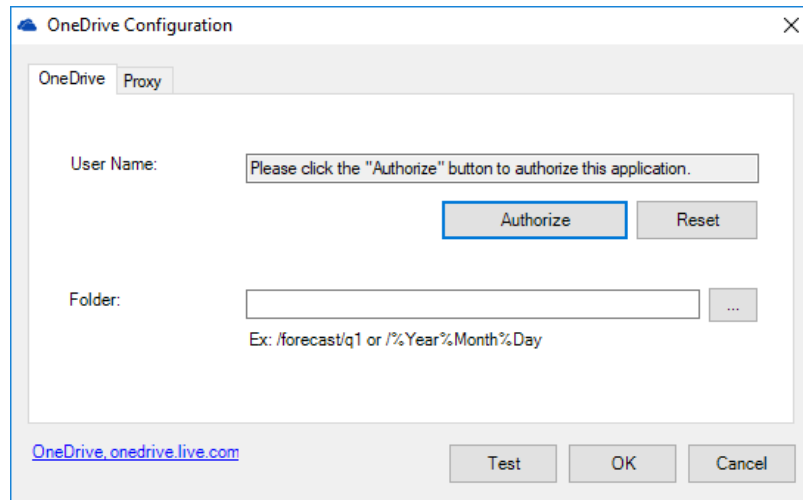 OneDrive Configuration
OneDrive Proxy
User Name: Please click the "Authorize" button to authorize this application.
Authorize Reset
Folder: ...
Ex: /forecast/q1 or /%Year%Month%Day
OneDrive, onedrive.live.com
Test OK Cancel